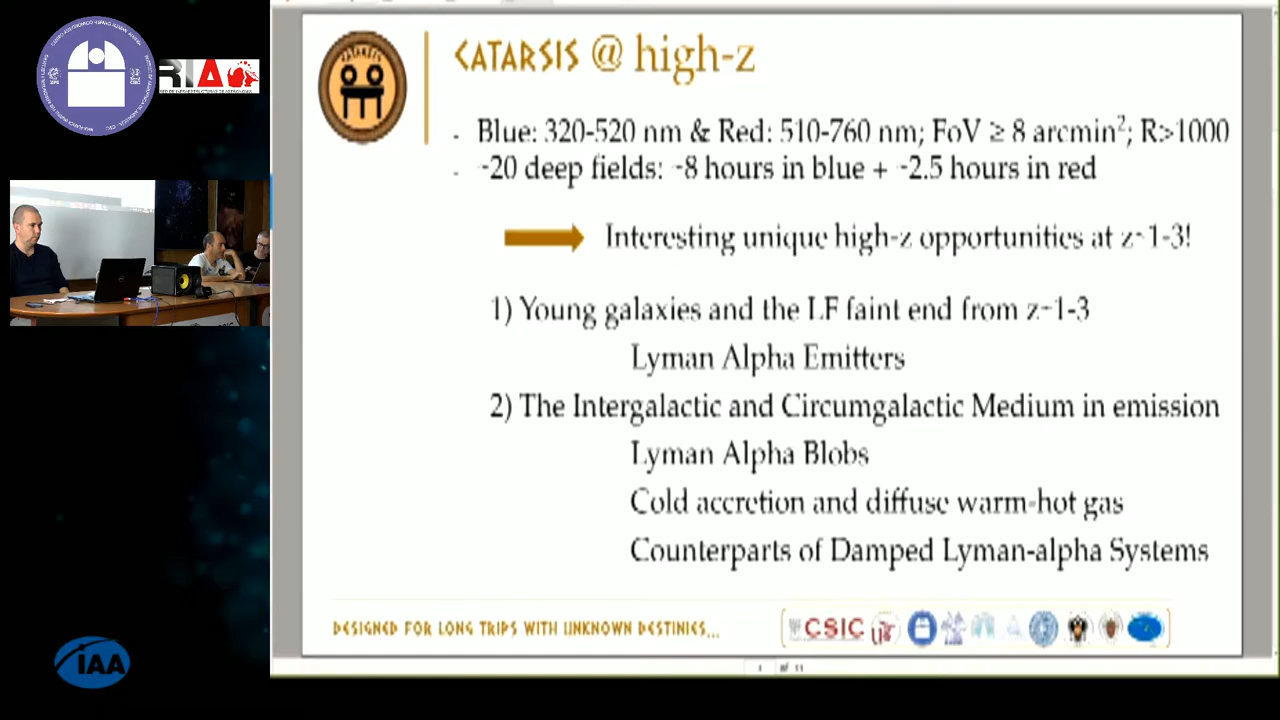 CATARSIS @ high-z
- Blue: 320-520 nm & Red: 510-760 nm; FoV ≥ 8 arcmin²; R>1000
- ~20 deep fields: ~8 hours in blue + ~2.5 hours in red
Interesting unique high-z opportunities at z~1-3!
1) Young galaxies and the LF faint end from z~1-3
Lyman Alpha Emitters
2) The Intergalactic and Circumgalactic Medium in emission
Lyman Alpha Blobs
Cold accretion and diffuse warm-hot gas
Counterparts of Damped Lyman-alpha Systems
DESIGNED FOR LONG TRIPS WITH UNKNOWN DESTINIES...
CSIC
RIA
IAA
CATARSIS